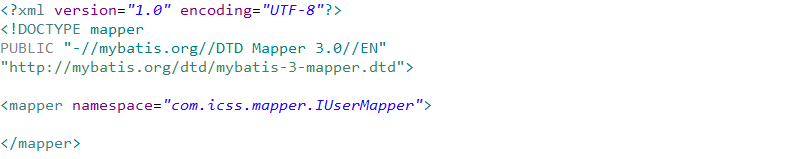 <?xml version="1.0" encoding="UTF-8"?>
<!DOCTYPE mapper
PUBLIC "-//mybatis.org//DTD Mapper 3.0//EN"
"http://mybatis.org/dtd/mybatis-3-mapper.dtd">
<mapper namespace="com.icss.mapper.IUserMapper">
</mapper>